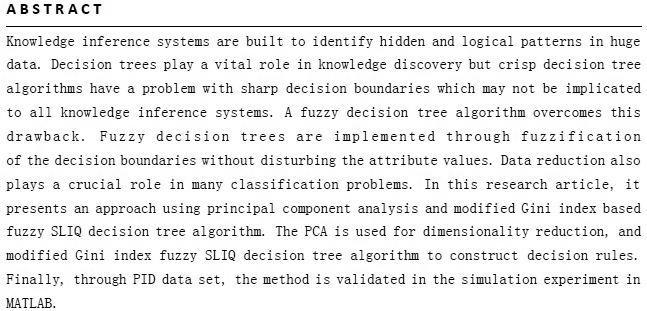 ABSTRACT
Knowledge inference systems are built to identify hidden and logical patterns in huge
data. Decision trees play a vital role in knowledge discovery but crisp decision tree
algorithms have a problem with sharp decision boundaries which may not be implicated
to all knowledge inference systems. A fuzzy decision tree algorithm overcomes this
drawback. Fuzzy decision trees are implemented through fuzzification
of the decision boundaries without disturbing the attribute values. Data reduction also
plays a crucial role in many classification problems. In this research article, it
presents an approach using principal component analysis and modified Gini index based
fuzzy SLIQ decision tree algorithm. The PCA is used for dimensionality reduction, and
modified Gini index fuzzy SLIQ decision tree algorithm to construct decision rules.
Finally, through PID data set, the method is validated in the simulation experiment in
MATLAB.